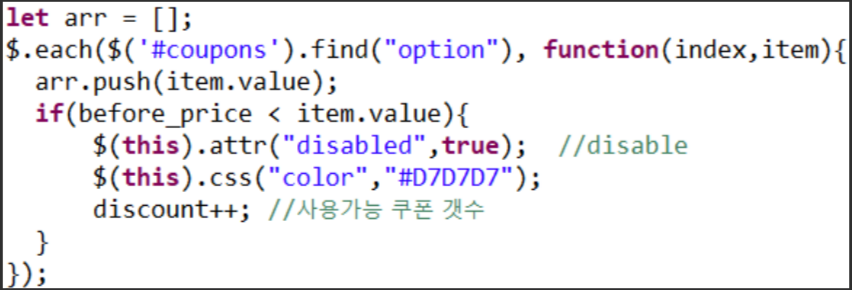 let arr = [];
$.each($('#coupons').find("option"), function(index,item){
  arr.push(item.value);
  if(before_price < item.value){
      $(this).attr("disabled",true);  //disable
      $(this).css("color","#D7D7D7");
      discount++; //사용가능 쿠폰 갯수
  }
});